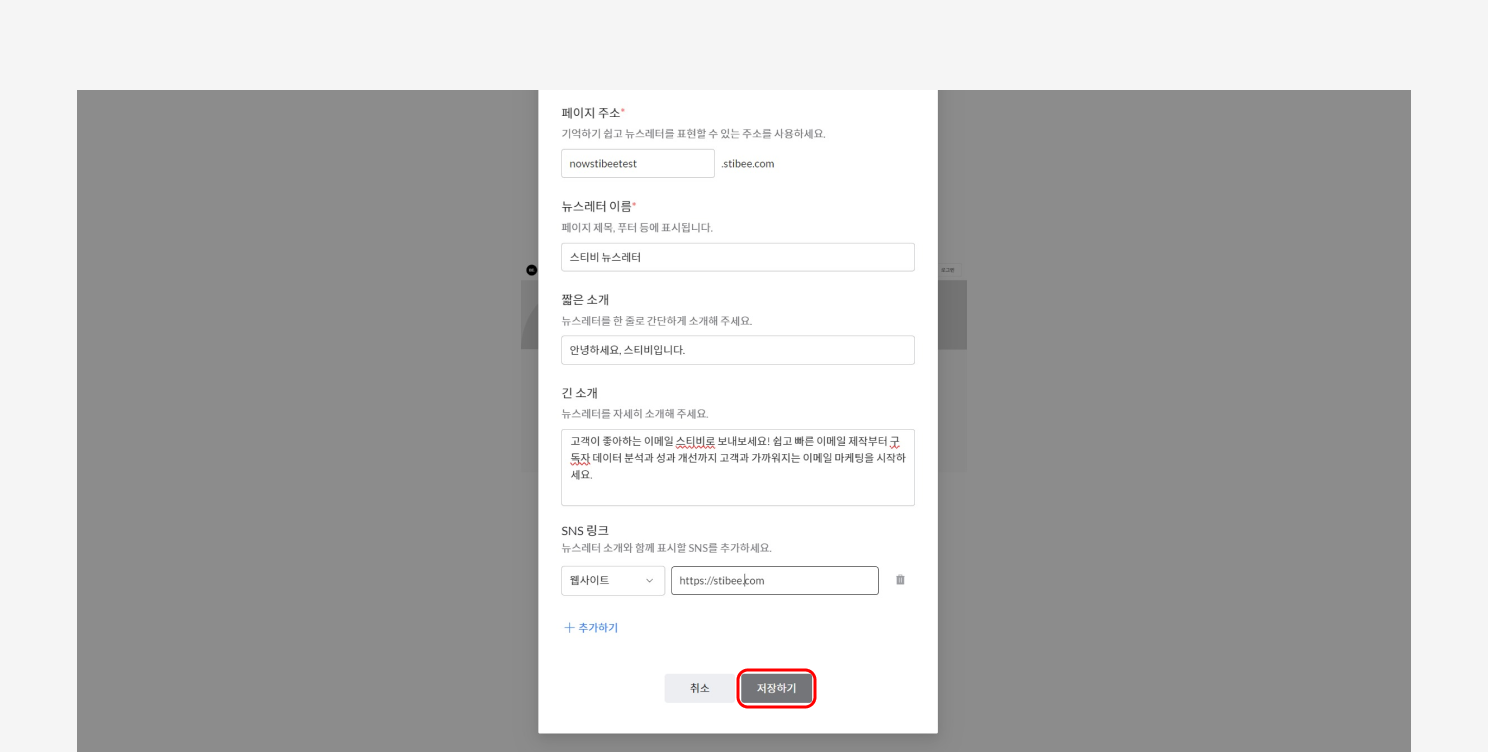 페이지 주소*
기억하기 쉽고 뉴스레터를 표현할 수 있는 주소를 사용하세요.
nowstibeetest .stibee.com
뉴스레터 이름*
페이지 제목, 푸터 등에 표시됩니다.
스티비 뉴스레터
짧은 소개
뉴스레터를 한 줄로 간단하게 소개해 주세요.
안녕하세요, 스티비입니다.
긴 소개
뉴스레터를 자세히 소개해 주세요.
고객이 좋아하는 이메일 스티비로 보내보세요! 쉽고 빠른 이메일 제작부터 구
독자 데이터 분석과 성과 개선까지 고객과 가까워지는 이메일 마케팅을 시작하
세요.
SNS 링크
뉴스레터 소개와 함께 표시할 SNS를 추가하세요.
웹사이트 https://stibee.com
+ 추가하기
취소 저장하기